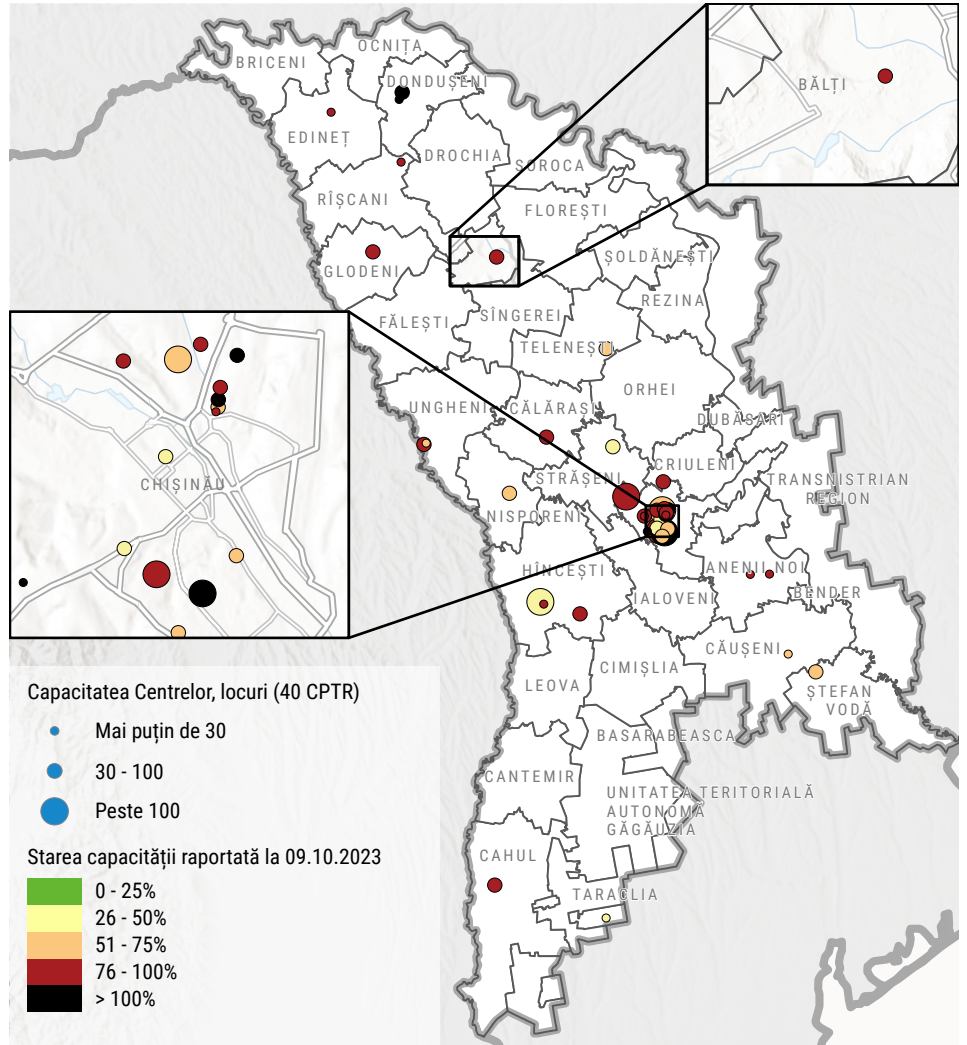 OCNIȚA
BRICENI
DONDUȘENI
BĂLȚI
EDINEȚ
DROCHIA
SOROCA
RÎȘCANI
FLOREȘTI
GLODENI
ȘOLDĂNEȘTI
REZINA
FĂLEȘTI
SÎNGEREI
TELENEȘTI
ORHEI
UNGHENI
CĂLĂRAȘI
DUBĂSARI
CRIULENI
STRĂȘENI
TRANSNISTRIAN
REGION
CHIȘINĂU
NISPORENI
HÎNCEȘTI
ANENII NOI
BENDER
IALOVENI
CĂUȘENI
CIMIȘLIA
LEOVA
ȘTEFAN
VODĂ
BASARABEASCA
CANTEMIR
UNITATEA TERITORIALĂ
AUTONOMĂ
GĂGĂUZIA
CAHUL
TARACLIA
Capacitatea Centrelor, locuri (40 CPTR)
Mai puțin de 30
30 - 100
Peste 100
Starea capacității raportată la 09.10.2023
0 - 25%
26 - 50%
51 - 75%
76 - 100%
> 100%